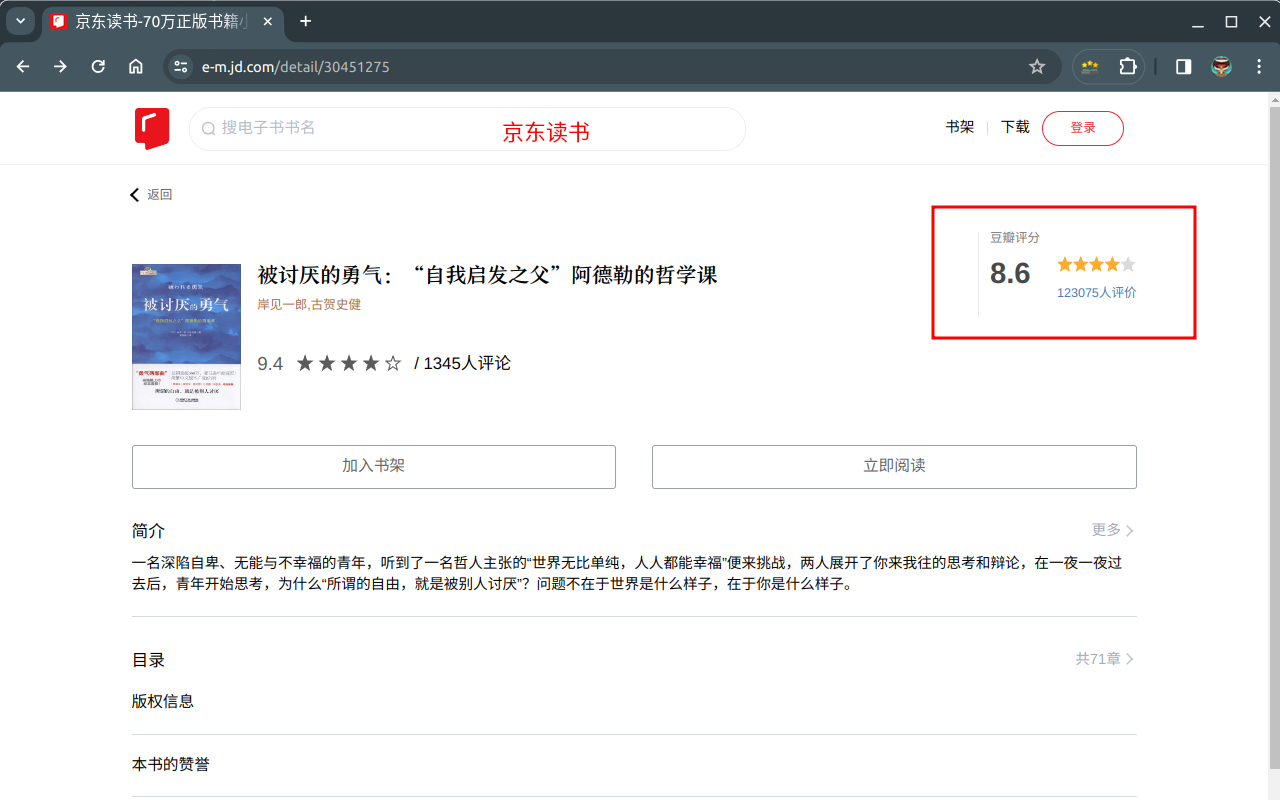 京东读书-70万正版书籍小
e-m.jd.com/detail/30451275
搜电子书书名
京东读书
书架
下载
登录
返回
豆瓣评分
8.6
123075人评价
被讨厌的勇气
被讨厌的勇气：“自我启发之父”阿德勒的哲学课
岸见一郎,古贺史健
9.4
/ 1345人评论
加入书架
立即阅读
简介
更多
一名深陷自卑、无能与不幸福的青年，听到了一名哲人主张的“世界无比单纯，人人都能幸福”便来挑战，两人展开了你来我往的思考和辩论，在一夜一夜过
去后，青年开始思考，为什么“所谓的自由，就是被别人讨厌”？问题不在于世界是什么样子，在于你是什么样子。
目录
共71章
版权信息
本书的赞誉